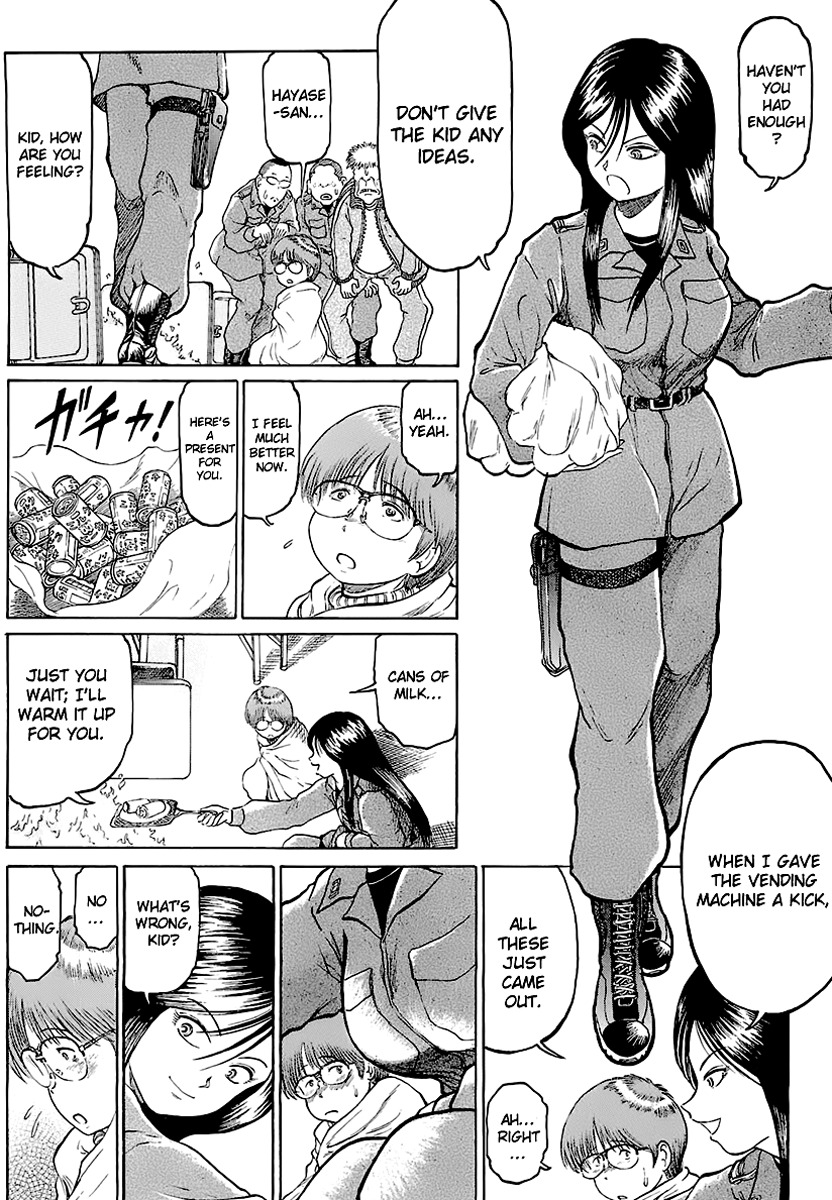 HAVEN'T
YOU
HAD
ENOUGH
?
DON'T GIVE
THE KID ANY
IDEAS.
HAYASE
-SAN...
KID, HOW
ARE YOU
FEELING?
AH...
YEAH.
I FEEL
MUCH
BETTER
NOW.
HERE'S
A
PRESENT
FOR
YOU.
ガチャ!
CANS OF
MILK...
JUST YOU
WAIT; I'LL
WARM IT UP
FOR YOU.
WHEN I GAVE
THE VENDING
MACHINE A KICK,
ALL
THESE
JUST
CAME
OUT.
AH...
RIGHT
...
WHAT'S
WRONG,
KID?
NO
...
NO-
THING.